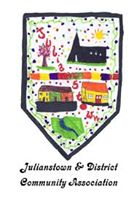 Julianstown & District
Community Association